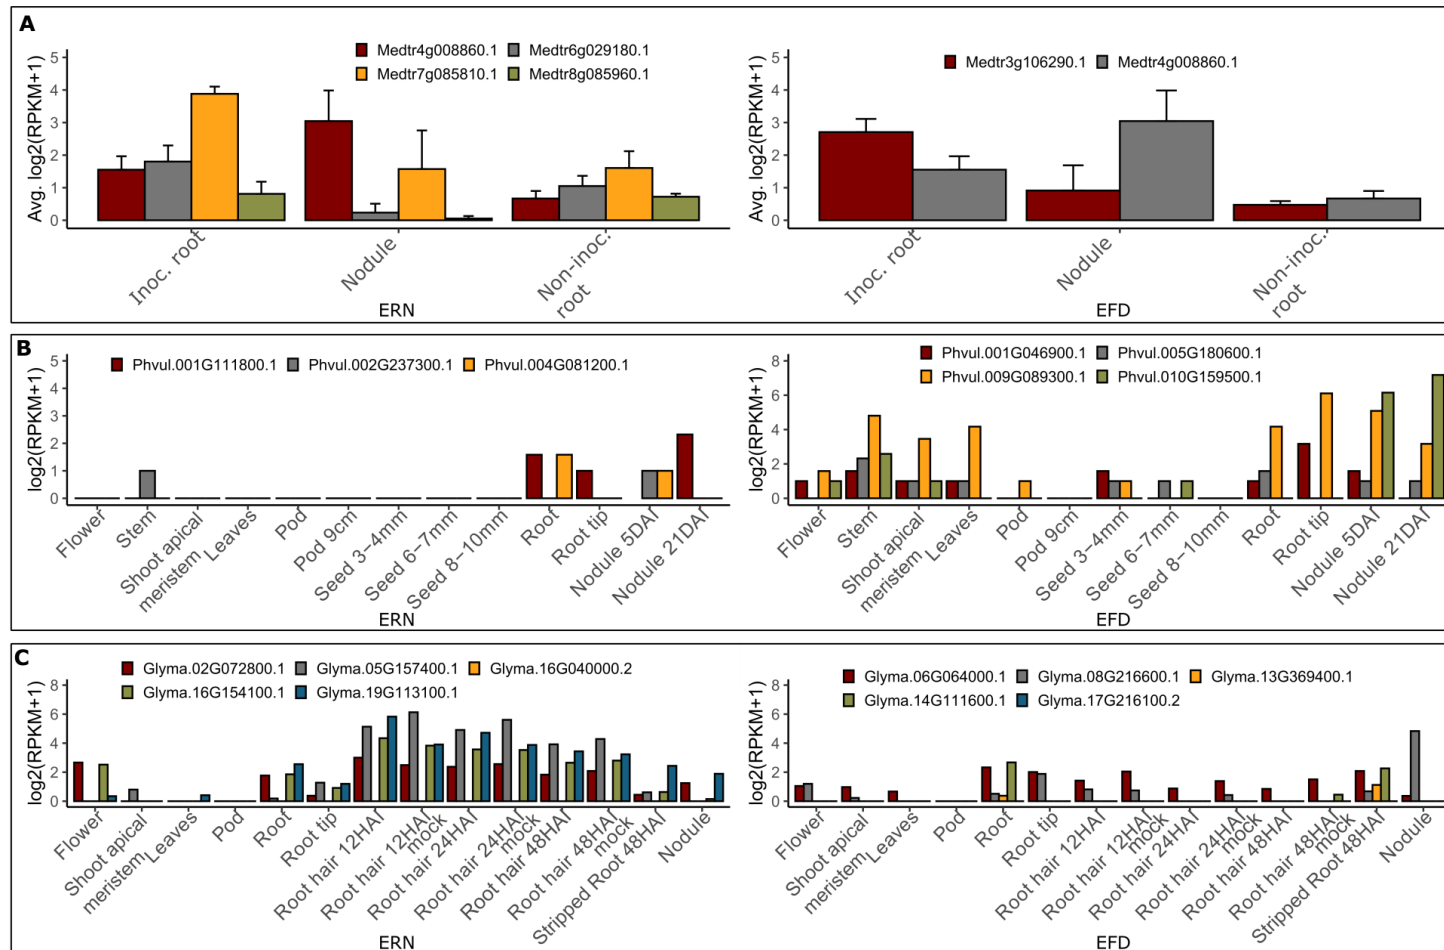 A
Avg. log2(RPKM+1)
5
4
3
2
1
0
Medtr4g008860.1 Medtr6g029180.1
Medtr7g085810.1 Medtr8g085960.1
Inoc. root
Nodule
Non-inoc.
root
ERN
Avg. log2(RPKM+1)
5
4
3
2
1
0
Medtr3g106290.1 Medtr4g008860.1
Inoc. root
Nodule
Non-inoc.
root
EFD
B
log2(RPKM+1)
5
4
3
2
1
0
Phvul.001G111800.1 Phvul.002G237300.1 Phvul.004G081200.1
Flower
Stem
Shoot apical
meristem
Leaves
Pod
Pod 9cm
Seed 3-4mm
Seed 6-7mm
Seed 8-10mm
Root
Root tip
Nodule 5DAI
Nodule 21DAI
ERN
log2(RPKM+1)
8
6
4
2
0
Phvul.001G046900.1 Phvul.005G180600.1
Phvul.009G089300.1 Phvul.010G159500.1
Flower
Stem
Shoot apical
meristem
Leaves
Pod
Pod 9cm
Seed 3-4mm
Seed 6-7mm
Seed 8-10mm
Root
Root tip
Nodule 5DAI
Nodule 21DAI
EFD
C
log2(RPKM+1)
8
6
4
2
0
Glyma.02G072800.1 Glyma.05G157400.1 Glyma.16G040000.2
Glyma.16G154100.1 Glyma.19G113100.1
Flower
Shoot apical
meristem
Leaves
Pod
Root
Root tip
Root hair 12HAI
Root hair 12HAI
mock
Root hair 24HAI
Root hair 24HAI
mock
Root hair 48HAI
Root hair 48HAI
mock
Stripped Root 48HAI
Nodule
ERN
log2(RPKM+1)
8
6
4
2
0
Glyma.06G064000.1 Glyma.08G216600.1 Glyma.13G369400.1
Glyma.14G111600.1 Glyma.17G216100.2
Flower
Shoot apical
meristem
Leaves
Pod
Root
Root tip
Root hair 12HAI
Root hair 12HAI
mock
Root hair 24HAI
Root hair 24HAI
mock
Root hair 48HAI
Root hair 48HAI
mock
Stripped Root 48HAI
Nodule
EFD